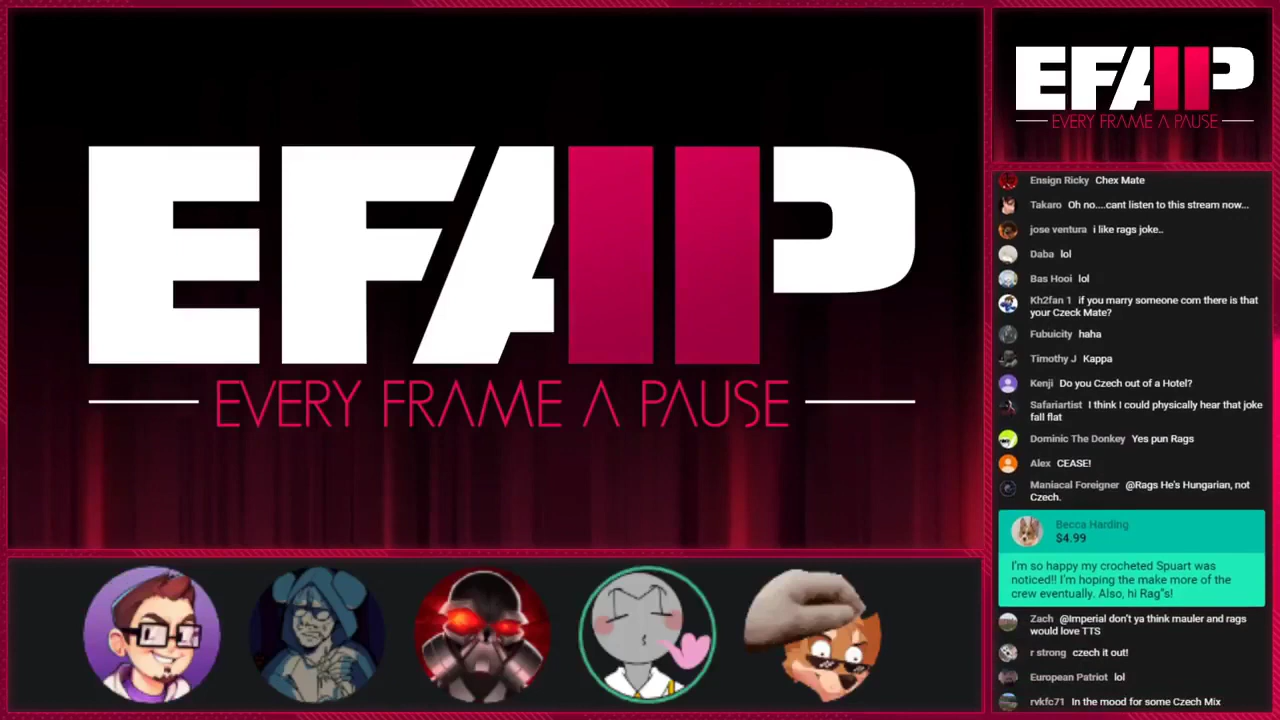 EFAP
EVERY FRAME A PAUSE
EFAP
EVERY FRAME A PAUSE
Ensign Ricky Chex Mate
Takaro Oh no....cant listen to this stream now...
jose ventura i like rags joke..
Daba lol
Bas Hooi lol
Kh2fan 1 if you marry someone com there is that
your Czeck Mate?
Fubuicity haha
Timothy J Kappa
Kenji Do you Czech out of a Hotel?
Safariartist I think I could physically hear that joke
fall flat
Dominic The Donkey Yes pun Rags
Alex CEASE!
Maniacal Foreigner @Rags He's Hungarian, not
Czech.
Becca Harding
$4.99
I'm so happy my crocheted Spuart was
noticed!! I'm hoping the make more of the
crew eventually. Also, hi Rag"s!
Zach @Imperial don't ya think mauler and rags
would love TTS
r strong czech it out!
European Patriot lol
rvkfc71 In the mood for some Czech Mix